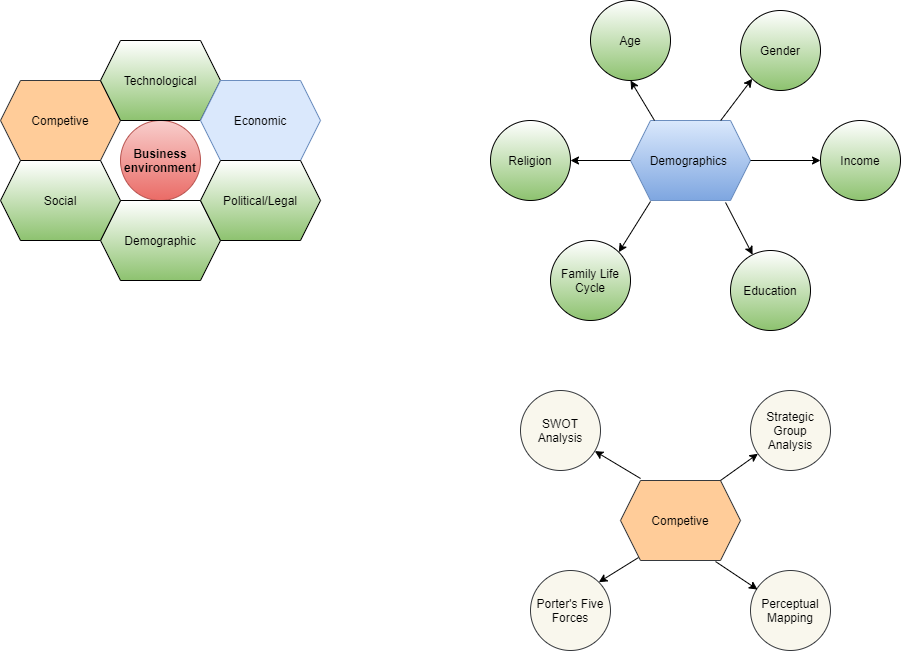 Technological
Competive
Economic
Business
environment
Social
Political/Legal
Demographic
Age
Gender
Religion
Demographics
Income
Family Life
Cycle
Education
SWOT
Analysis
Strategic
Group
Analysis
Competive
Porter's Five
Forces
Perceptual
Mapping